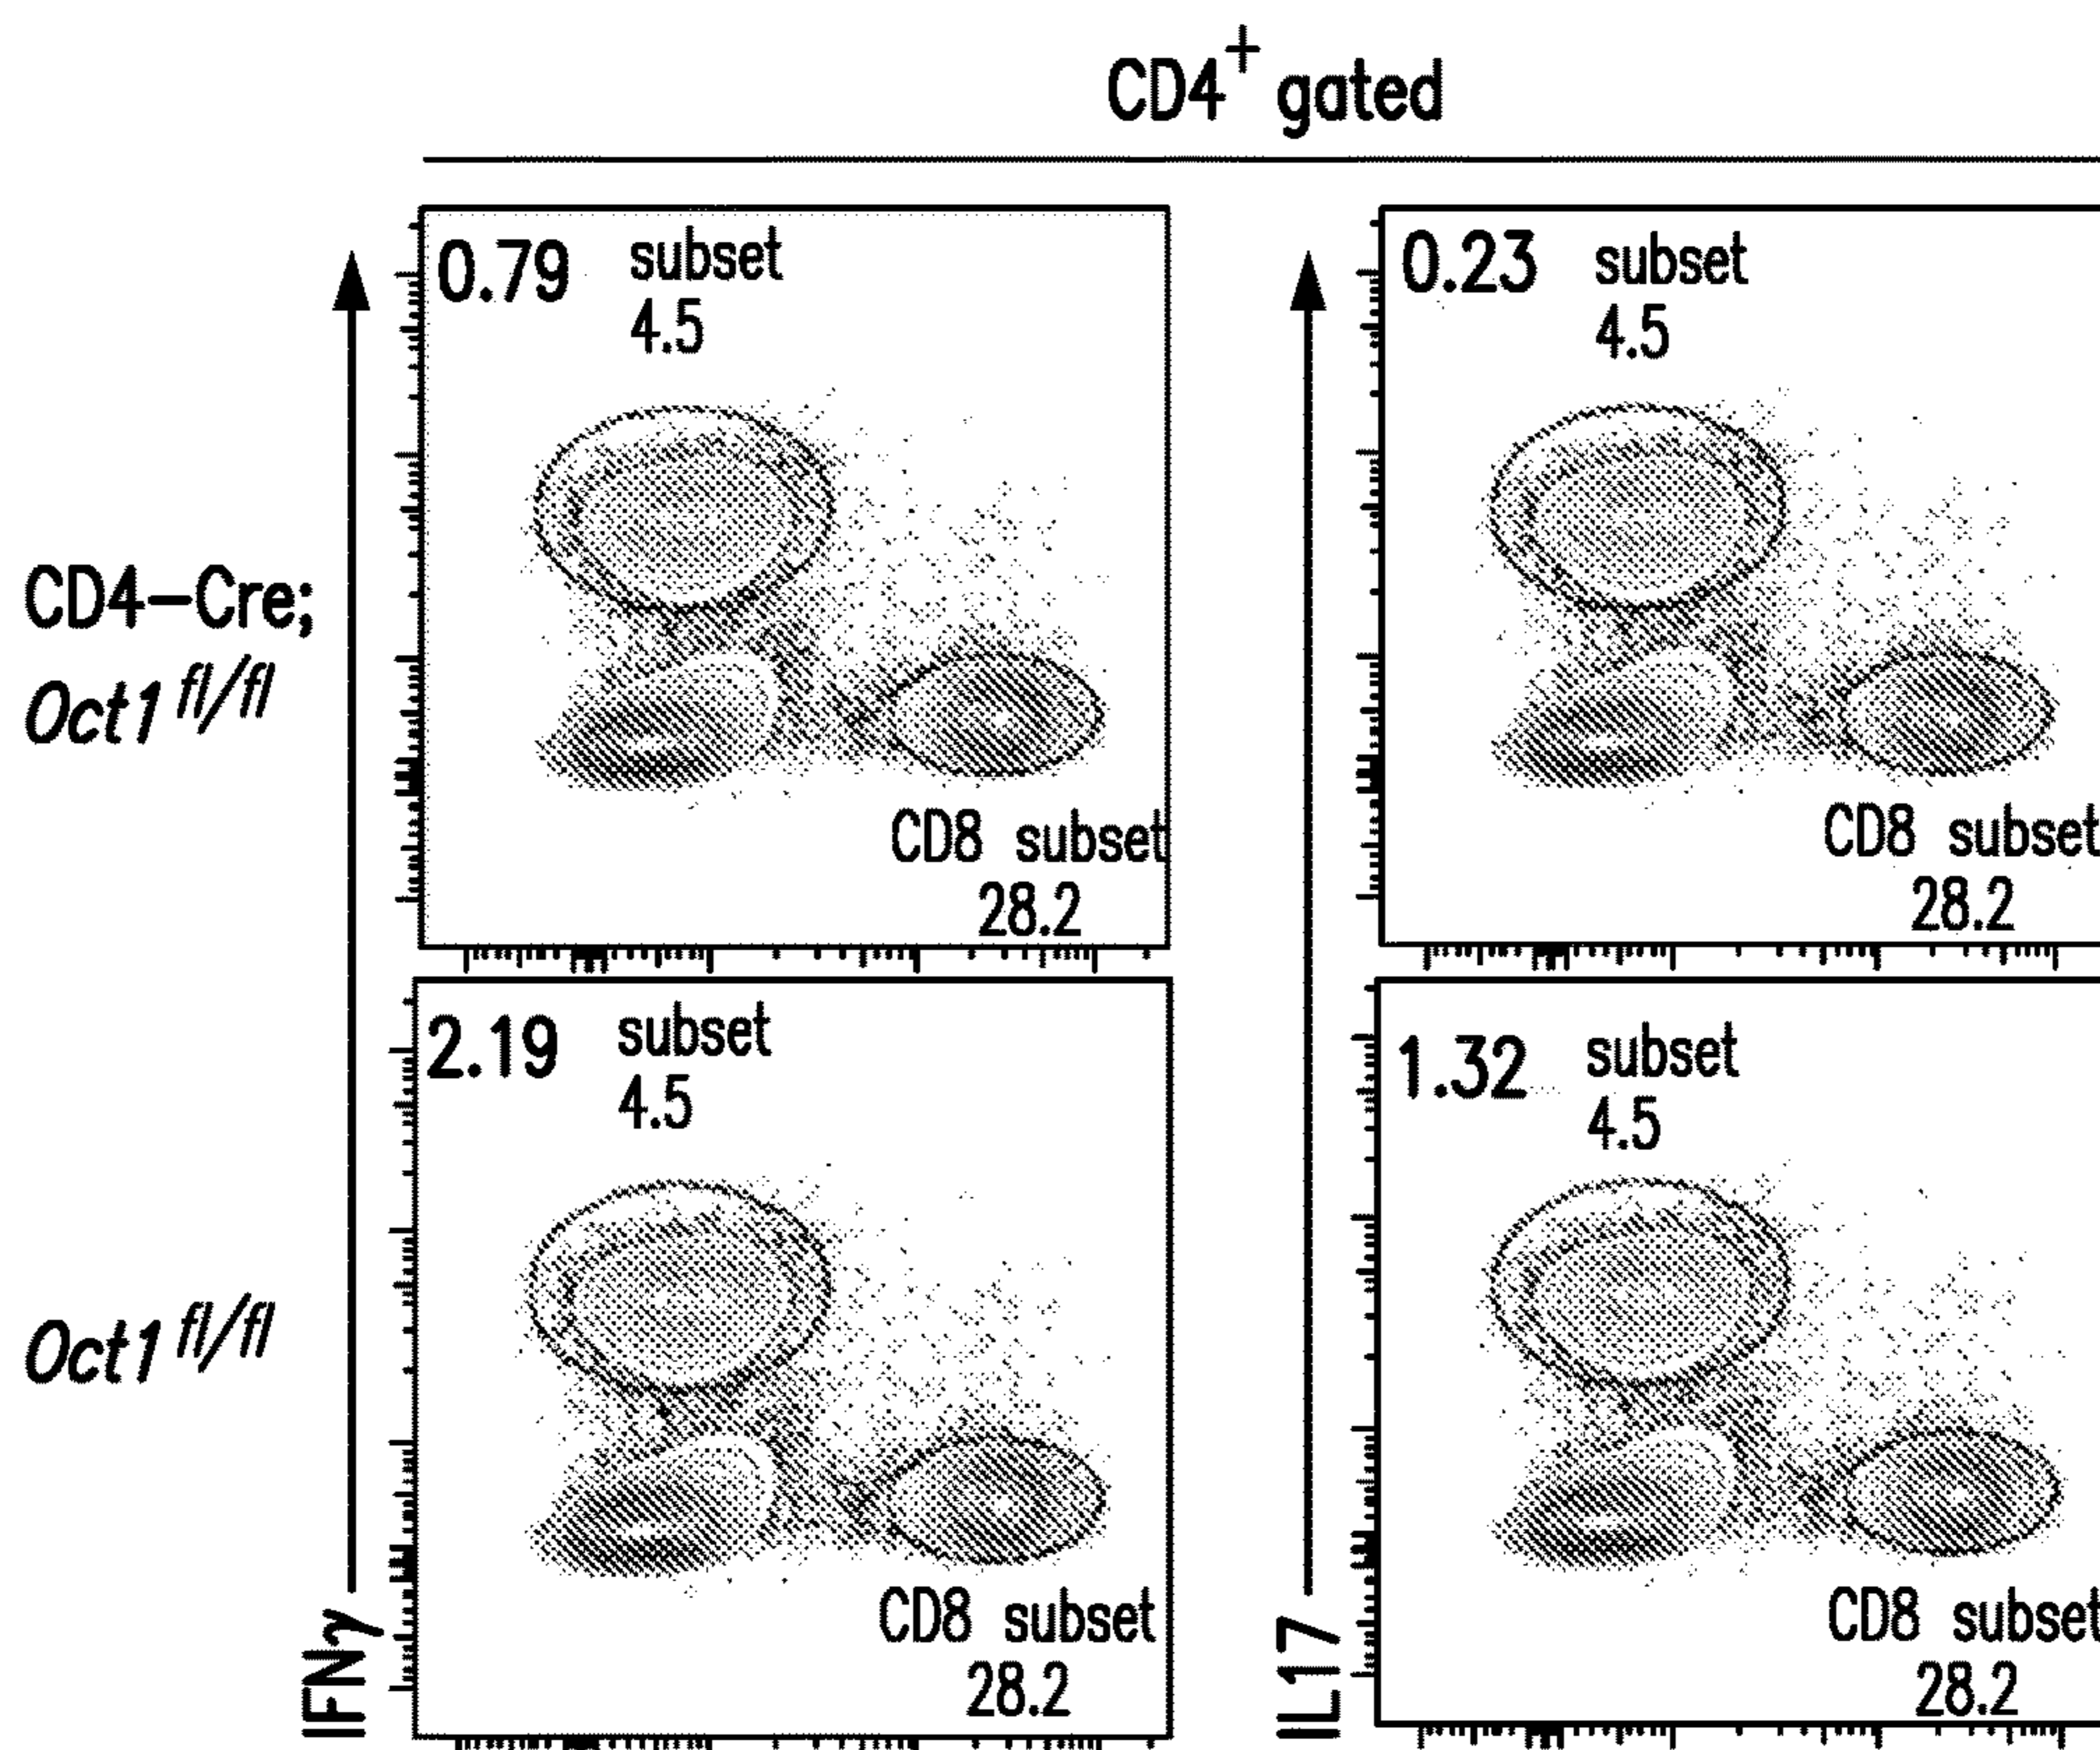 CD4+ gated
CD4-Cre;
Oct1 fl/fl
0.79 subset
4.5
CD8 subset
28.2
0.23 subset
4.5
CD8 subset
28.2
Oct1 fl/fl
2.19 subset
4.5
CD8 subset
28.2
1.32 subset
4.5
CD8 subset
28.2
IFNγ
IL17